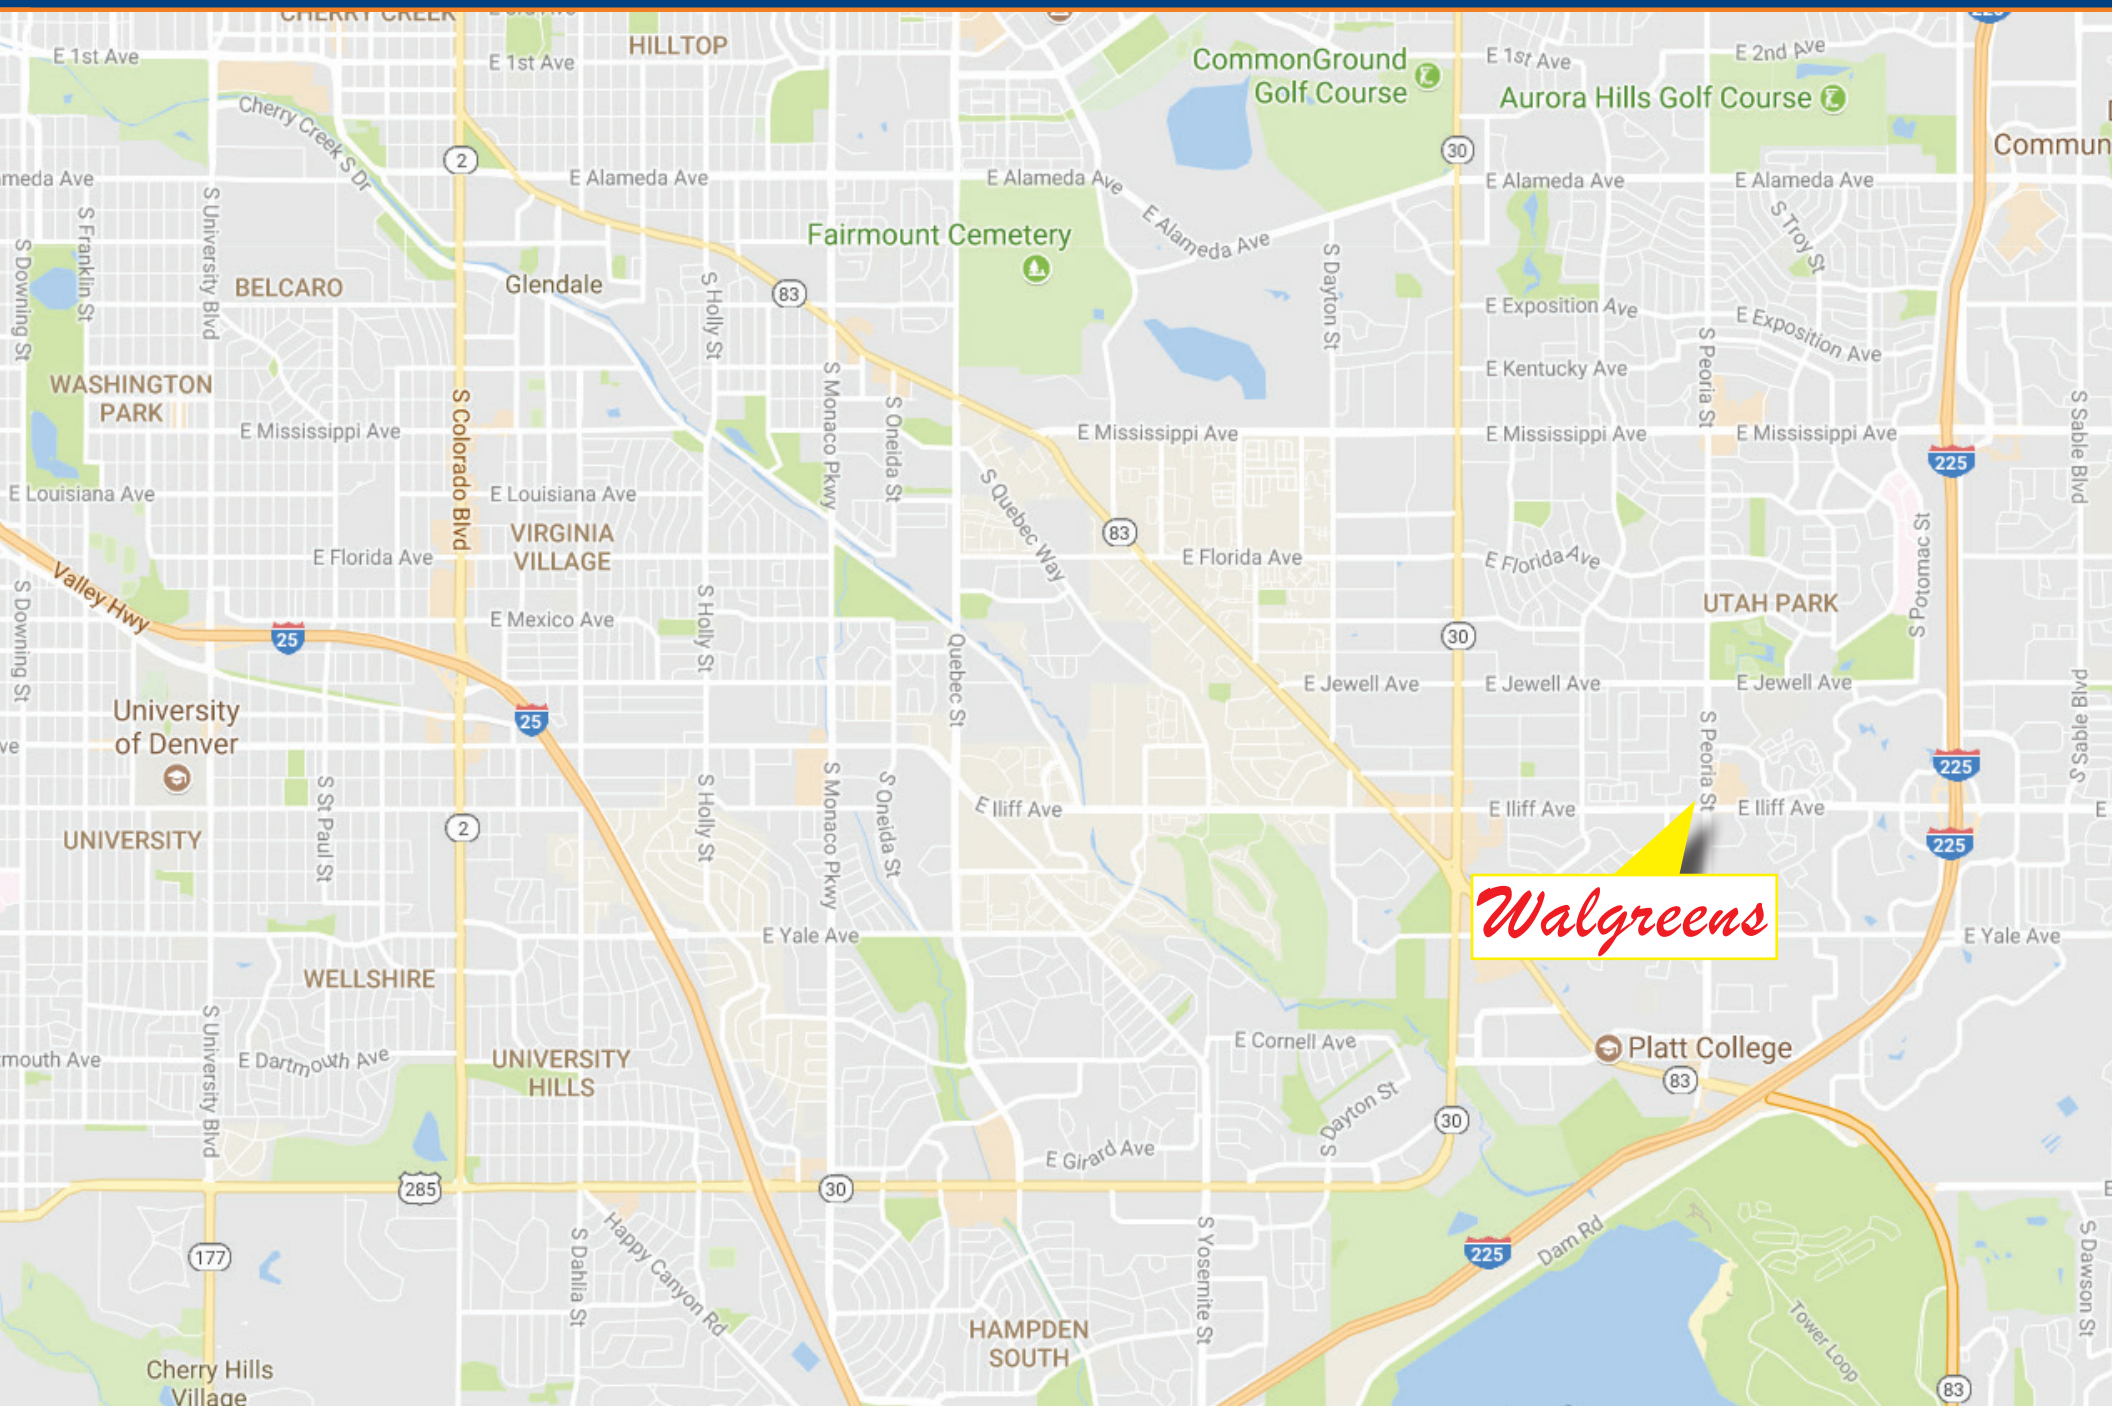 CHERRY CREEK
E 1st Ave
E 1st Ave
HILLTOP
CommonGround
Golf Course
E 1st Ave
E 2nd Ave
Aurora Hills Golf Course
225
Cherry Creek S Dr
2
30
Commun
meda Ave
E Alameda Ave
E Alameda Ave
E Alameda Ave
E Alameda Ave
E Alameda Ave
S Downing St
S Franklin St
S University Blvd
Fairmount Cemetery
S Dayton St
S Troy St
BELCARO
Glendale
S Holly St
83
E Exposition Ave
E Exposition Ave
S Peoria St
WASHINGTON
PARK
S Colorado Blvd
S Monaco Pkwy
S Oneida St
E Kentucky Ave
S Sable Blvd
E Mississippi Ave
E Mississippi Ave
E Mississippi Ave
E Mississippi Ave
225
E Louisiana Ave
E Louisiana Ave
S Quebec Way
VIRGINIA
VILLAGE
83
S Potomac St
E Florida Ave
E Florida Ave
E Florida Ave
Valley Hwy
S Downing St
S Holly St
E Mexico Ave
UTAH PARK
25
30
Quebec St
E Jewell Ave
E Jewell Ave
E Jewell Ave
S Sable Blvd
University
of Denver
25
S Peoria St
ve
225
S St Paul St
S Holly St
S Monaco Pkwy
S Oneida St
E Iliff Ave
E Iliff Ave
E Iliff Ave
E
UNIVERSITY
2
225
Walgreens
E Yale Ave
E Yale Ave
WELLSHIRE
S University Blvd
E Cornell Ave
Platt College
tmouth Ave
E Dartmouth Ave
UNIVERSITY
HILLS
83
S Dayton St
30
E Girard Ave
285
30
E
177
S Dahlia St
Happy Canyon Rd
S Yosemite St
225
Dam Rd
S Dawson St
HAMPDEN
SOUTH
Tower Loop
Cherry Hills
Village
83